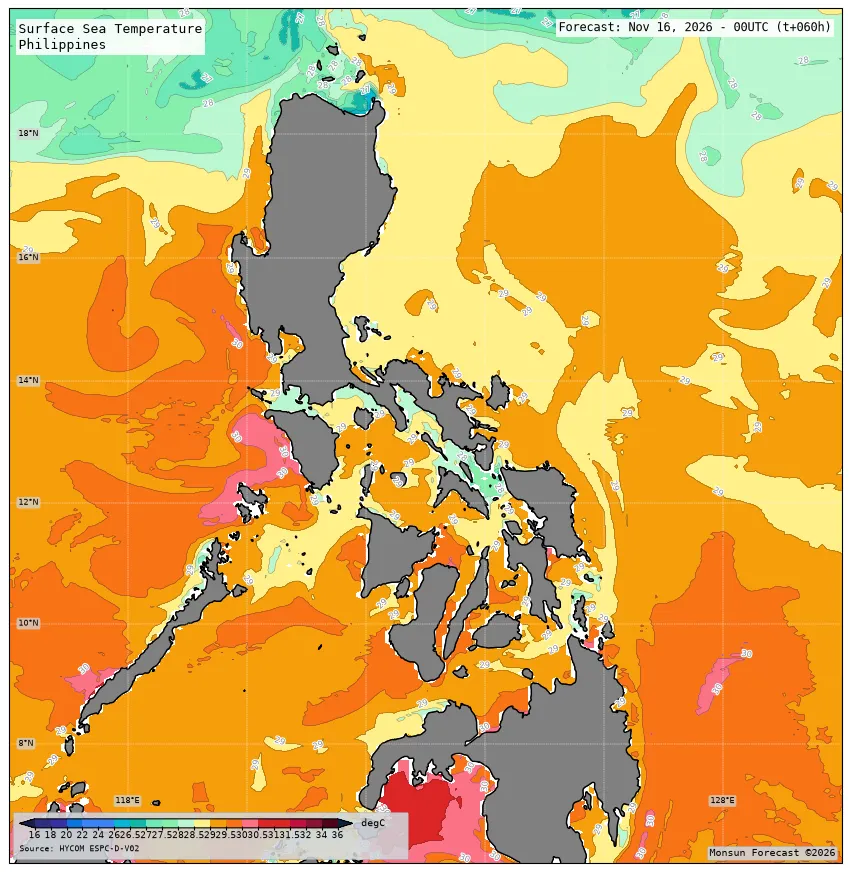 Surface Sea Temperature
Philippines
Forecast: Nov 16, 2026 - 00UTC (t+060h)
18°N
16°N
14°N
12°N
10°N
8°N
118°E
128°E
16 18 20 22 24 26 26.5 27 27.5 28 28.5 29 29.5 30 30.5 31 31.5 32 34 36
degC
Source: HYCOM ESPC-D-V02
Monsun Forecast ©2026